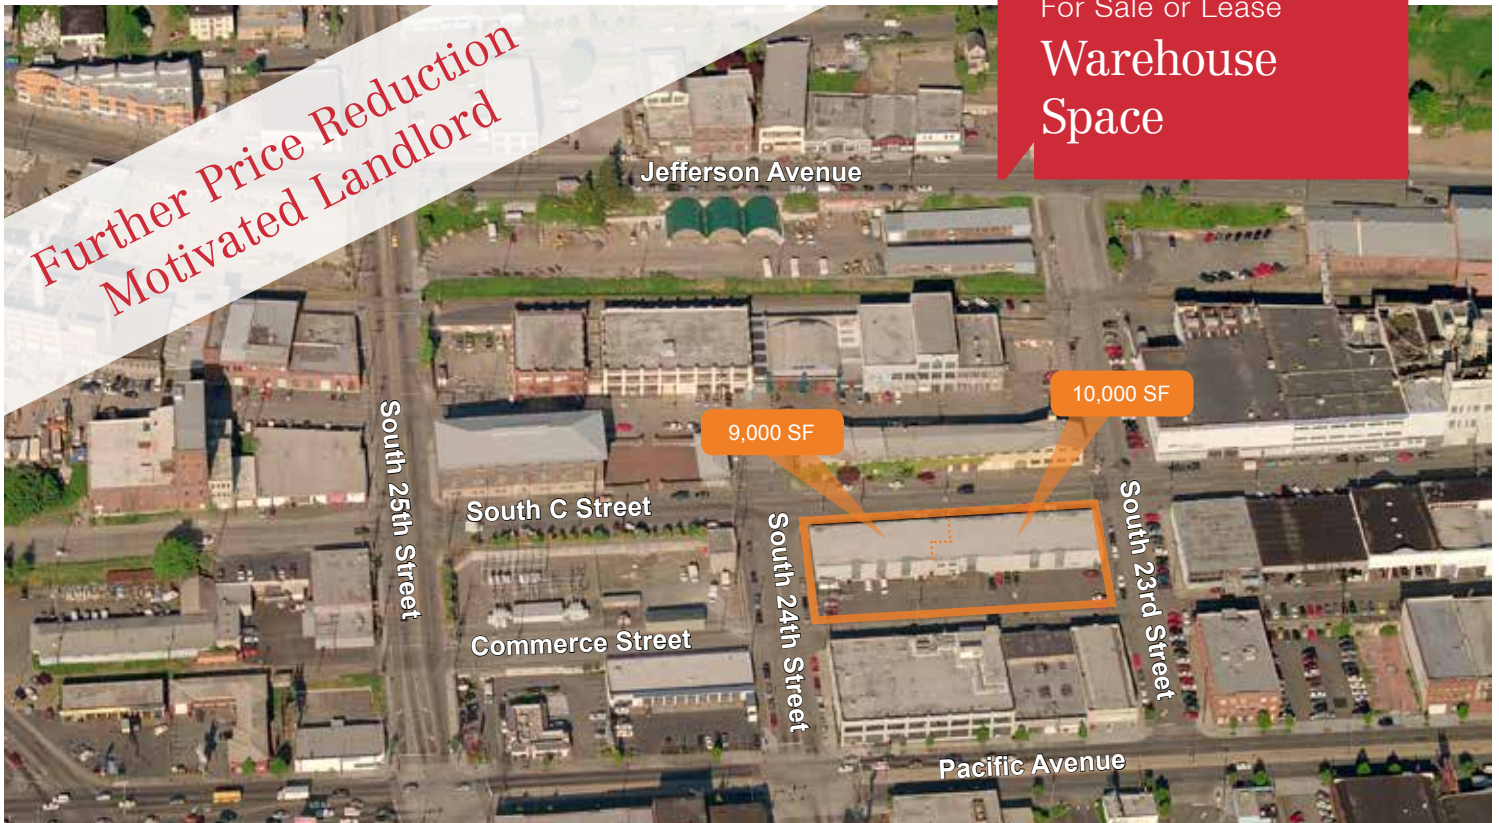 For Sale or Lease
Warehouse
Space
Further Price Reduction
Motivated Landlord
Jefferson Avenue
10,000 SF
9,000 SF
South 25th Street
South C Street
South 24th Street
South 23rd Street
Commerce Street
Pacific Avenue